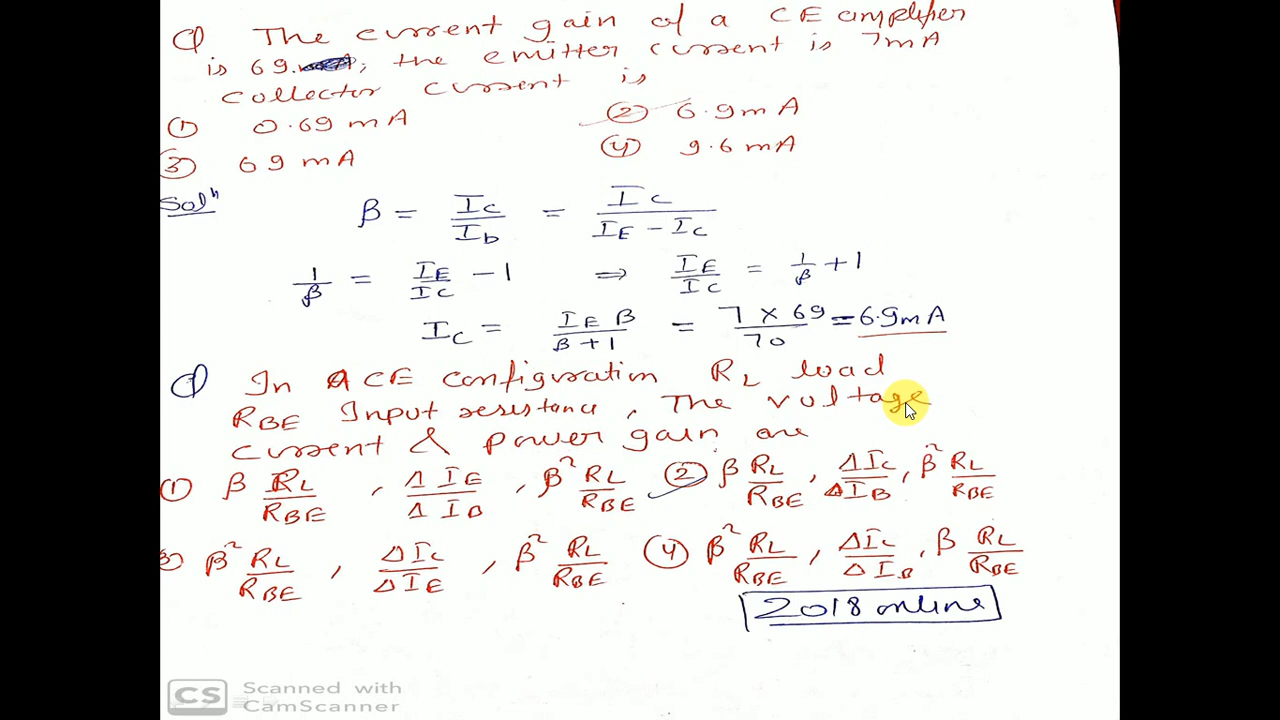 Q The current gain of a CE amplifier
is 69. ; the emitter current is 7mA
collector current is
① 0.69 mA ② 6.9mA
③ 69 mA ④ 9.6 mA
Solⁿ β = Ic/Ib = Ic/(IE - Ic)
1/β = IE/Ic - 1 ⇒ IE/Ic = 1/β + 1
Ic = IE β/(β+1) = 7 × 69/70 = 6.9mA
Q In a CE configuration RL load
RBE Input resistance, The voltage
current & power gain are
① β RL/RBE , ΔIE/ΔIB , β² RL/RBE ② β RL/RBE , ΔIc/ΔIB , β² RL/RBE
③ β² RL/RBE , ΔIc/ΔIE , β² RL/RBE ④ β² RL/RBE , ΔIc/ΔIB , β RL/RBE
2018 online
CS Scanned with
CamScanner